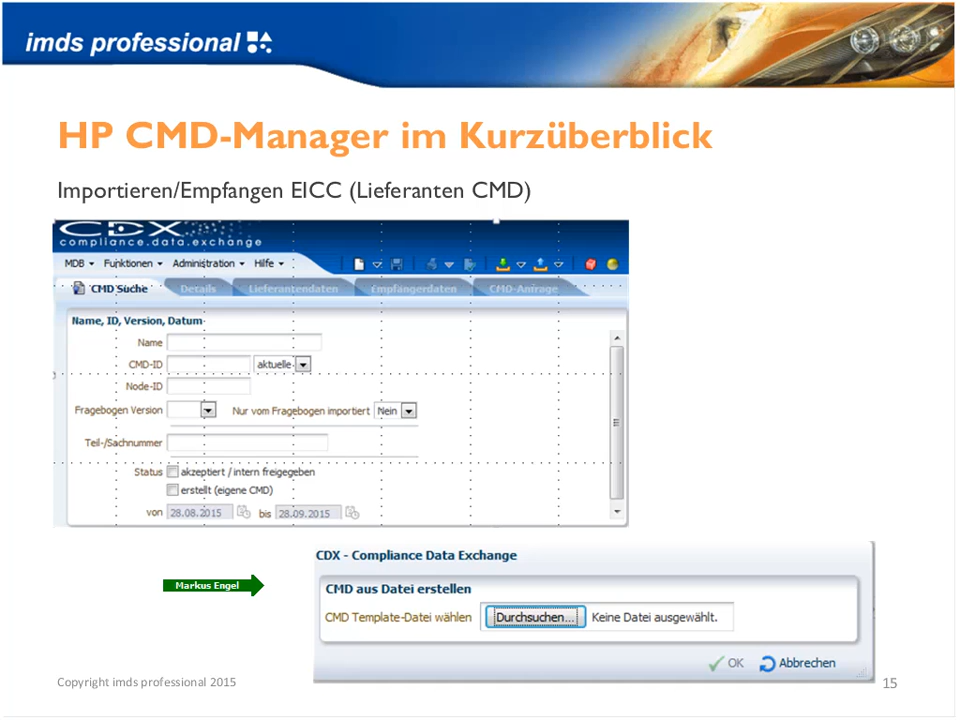 imds professional
HP CMD-Manager im Kurzüberblick
Importieren/Empfangen EICC (Lieferanten CMD)
CDX
compliance.data.exchange
MDB Funktionen Administration Hilfe
CMD Suche Details Lieferantendaten Empfängerdaten CMD-Anfrage
Name, ID, Version, Datum
Name
CMD-ID aktuelle
Node-ID
Fragebogen Version Nur vom Fragebogen importiert Nein
Teil-/Sachnummer
Status akzeptiert / intern freigegeben
erstellt (eigene CMD)
von 28.08.2015 bis 28.09.2015
CDX - Compliance Data Exchange
Markus Engel
CMD aus Datei erstellen
CMD Template-Datei wählen Durchsuchen... Keine Datei ausgewählt.
OK Abbrechen
Copyright imds professional 2015
15